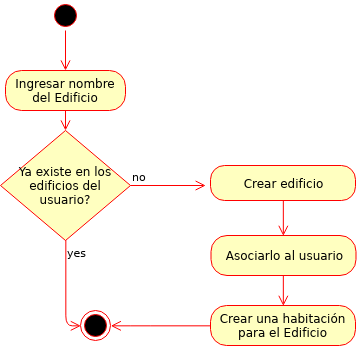 Ingresar nombre
del Edificio
Ya existe en los
edificios del
usuario?
no
yes
Crear edificio
Asociarlo al usuario
Crear una habitación
para el Edificio